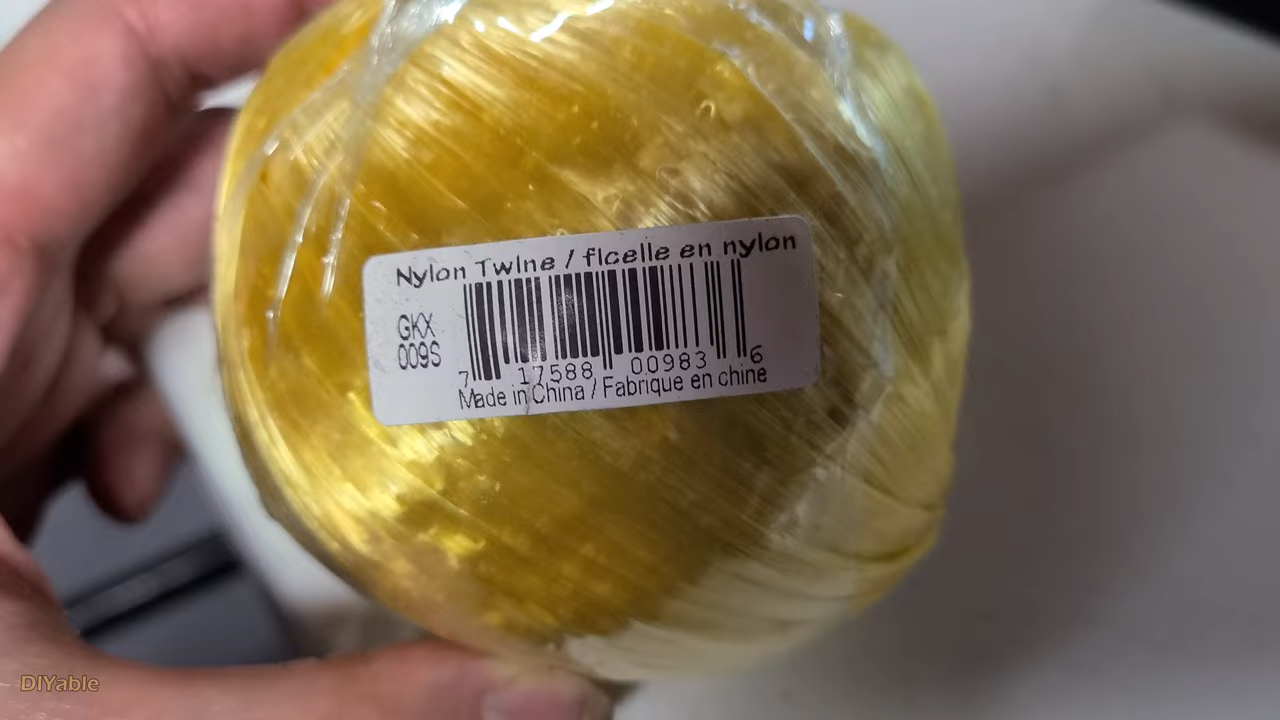 Nylon Twine / ficelle en nylon
GKX
009S
7 17588 00983 6
Made in China / Fabrique en chine
DIYable